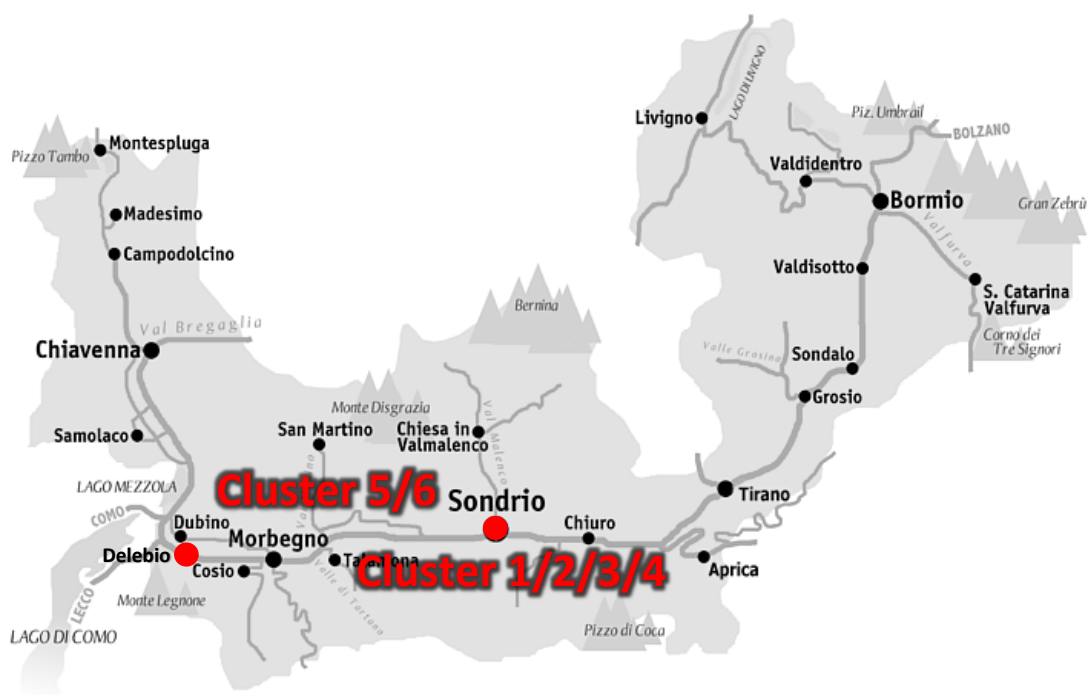 LAGO DI LIVIGNO
Livigno
Piz. Umbrail
BOLZANO
Montespluga
Pizzo Tambo
Valdidentro
Bormio
Gran Zebrù
Madesimo
Valfurva
Campodolcino
Valdisotto
S. Catarina
Valfurva
Bernina
Val Bregaglia
Corno dei
Tre Signori
Chiavenna
Valle Grosina
Sondalo
Grosio
Monte Disgrazia
San Martino
Chiesa in
Valmalenco
Val Malenco
Samolaco
LAGO MEZZOLA
Cluster 5/6
Sondrio
Tirano
COMO
Dubino
Morbegno
Chiuro
Delebio
Cosio
Talamona
Cluster 1/2/3/4
Aprica
Valle di Tartano
Monte Legnone
LECCO
LAGO DI COMO
Pizzo di Coca